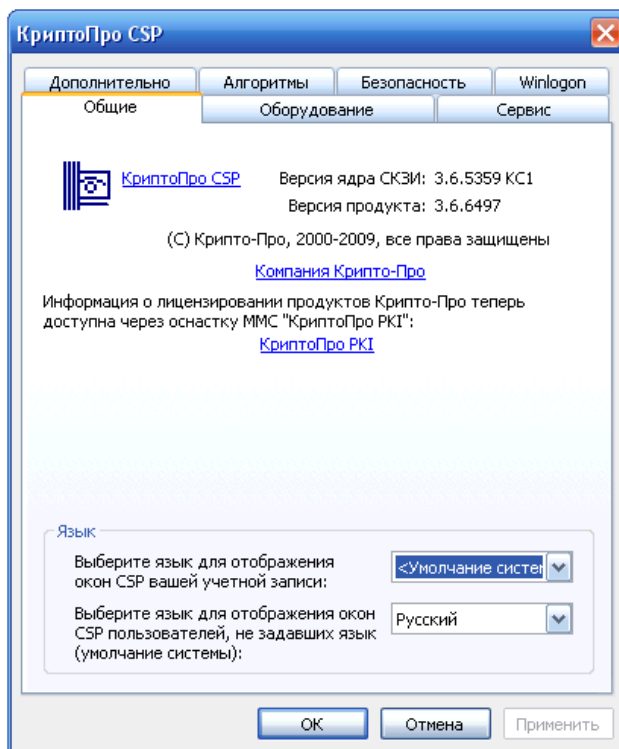 КриптоПро CSP
Дополнительно Алгоритмы Безопасность Winlogon
Общие Оборудование Сервис
КриптоПро CSP Версия ядра СКЗИ: 3.6.5359 КС1
Версия продукта: 3.6.6497
(C) Крипто-Про, 2000-2009, все права защищены
Компания Крипто-Про
Информация о лицензировании продуктов Крипто-Про теперь
доступна через оснастку MMC "КриптоПро PKI":
КриптоПро PKI
Язык
Выберите язык для отображения
окон CSP вашей учетной записи:
<Умолчание систем
Выберите язык для отображения окон
CSP пользователей, не задавших язык
(умолчание системы):
Русский
ОК Отмена Применить